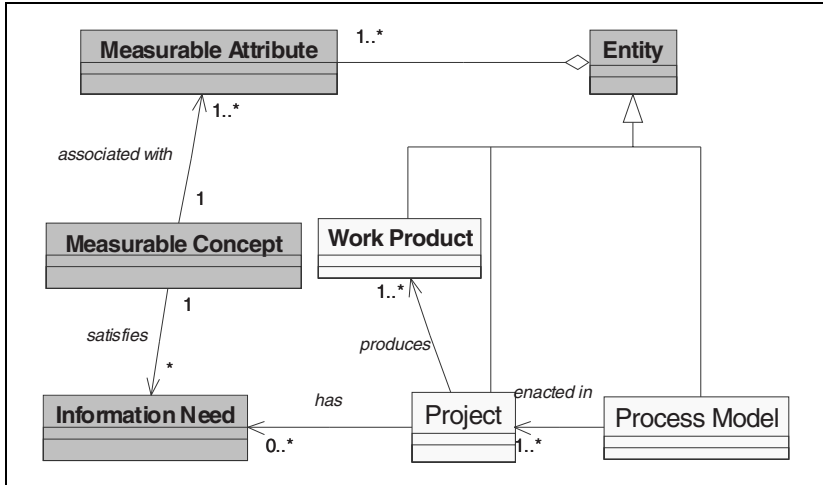 Measurable Attribute
1..*
Entity
1..*
associated with
1
Measurable Concept
Work Product
1
1..*
satisfies
produces
*
has
enacted in
Information Need
Project
Process Model
0..*
1..*